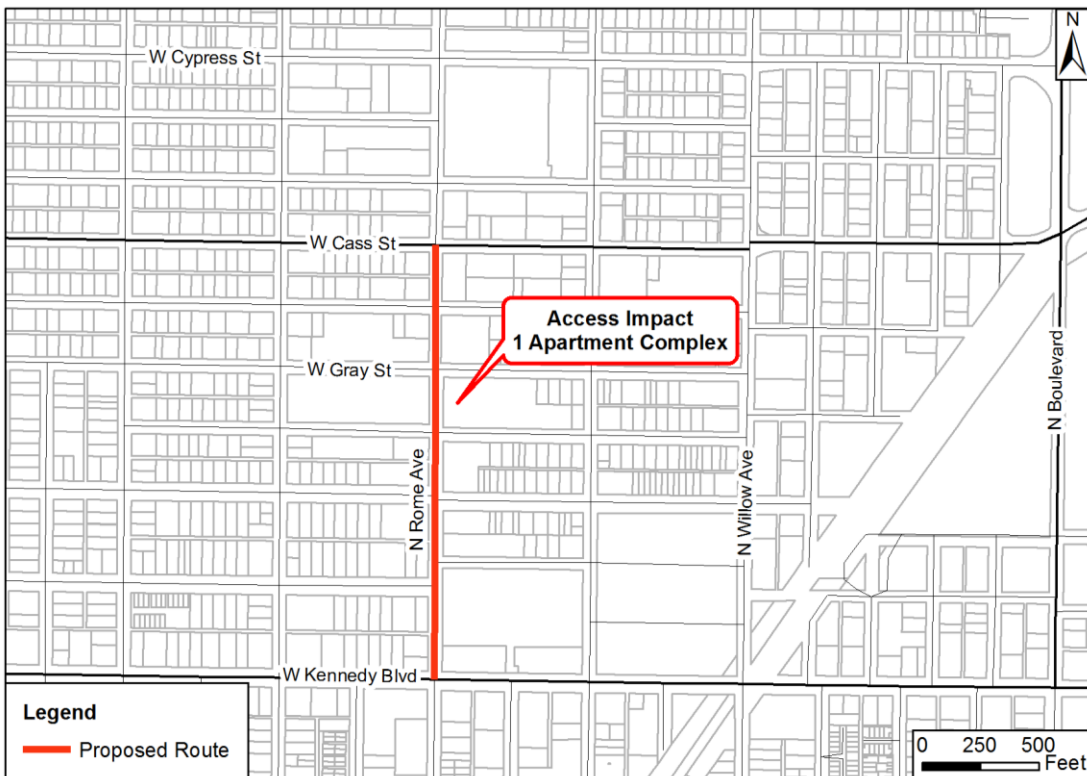 N
W Cypress St
W Cass St
Access Impact
1 Apartment Complex
W Gray St
N Boulevard
N Rome Ave
N Willow Ave
W Kennedy Blvd
Legend
Proposed Route
0 250 500
Feet